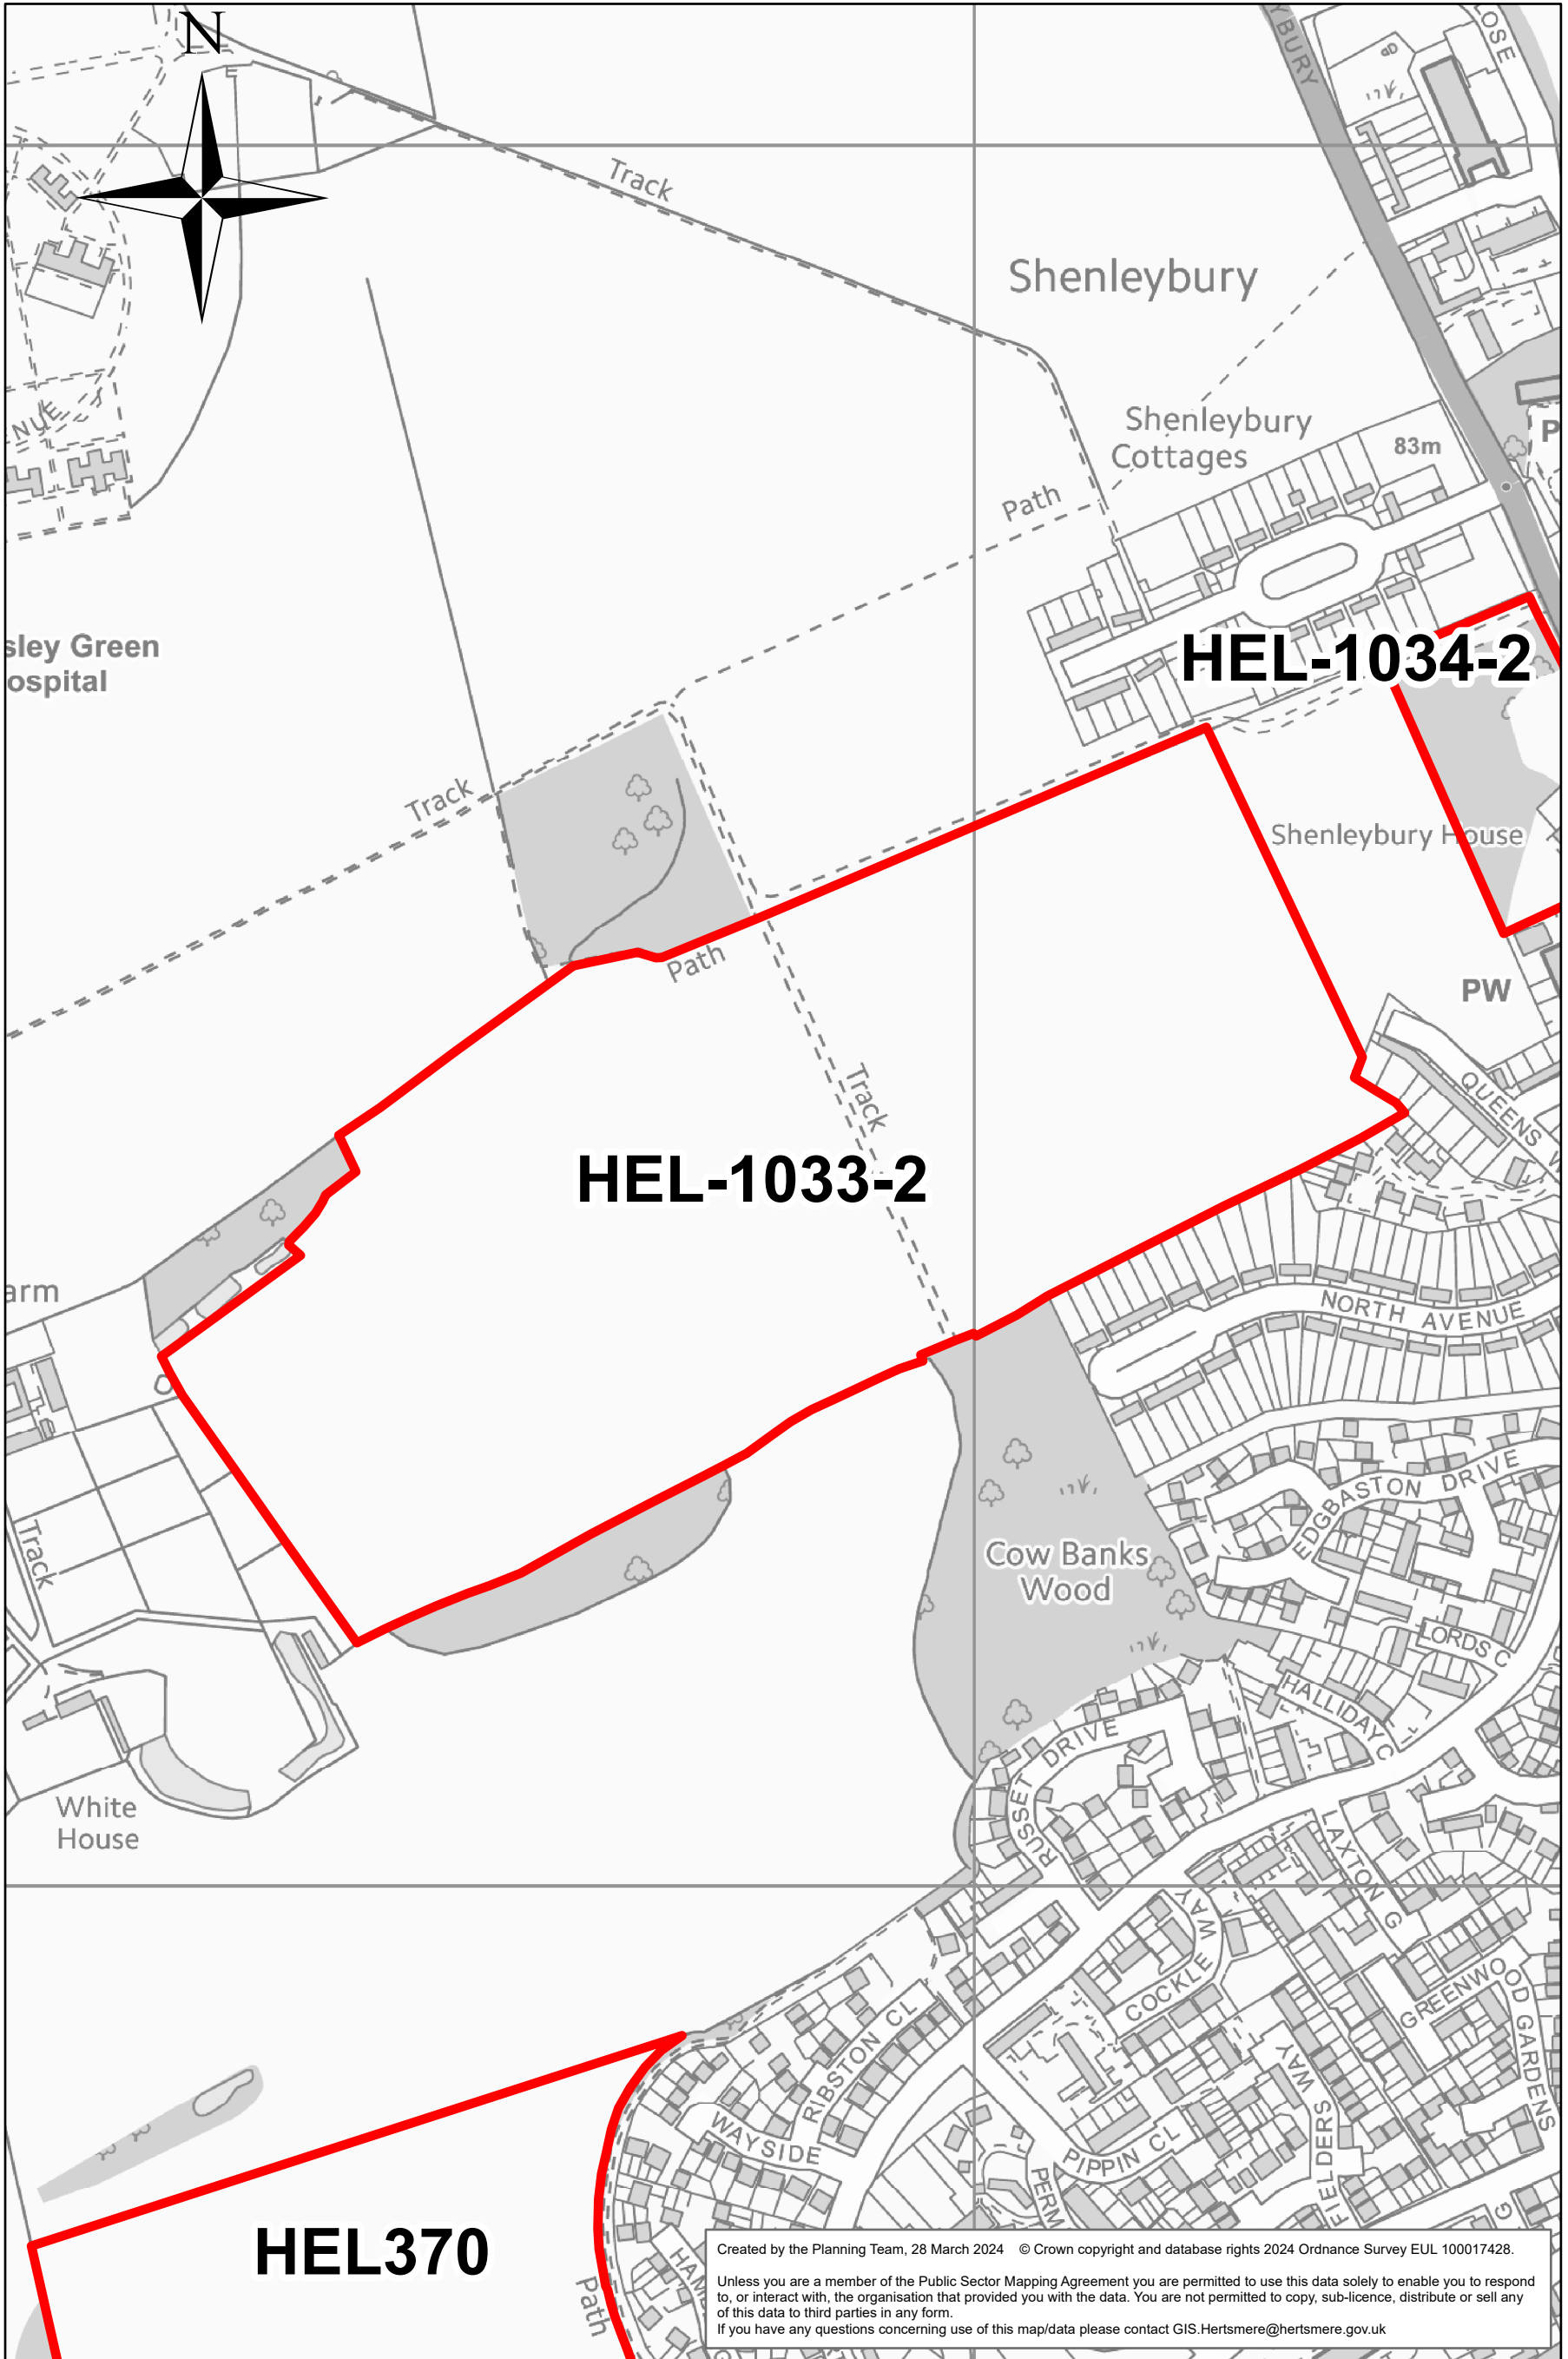 N
YBURY
LOSE
Track
Shenleybury
Shenleybury
Cottages
83m
NUE
P
Path
sley Green
ospital
HEL-1034-2
Track
Shenleybury House
Path
PW
Track
QUEENS
HEL-1033-2
arm
NORTH AVENUE
EDGBASTON DRIVE
Track
Cow Banks
Wood
LORDS C
HALLIDAY C
RUSSET DRIVE
White
House
LAXTON G
COCKLE WAY
GREENWOOD GARDENS
RIBSTON CL
WAYSIDE
PIPPIN CL
FIELDERS WAY
PERM
G
HEL370
HAM
Path
Created by the Planning Team, 28 March 2024 © Crown copyright and database rights 2024 Ordnance Survey EUL 100017428.
Unless you are a member of the Public Sector Mapping Agreement you are permitted to use this data solely to enable you to respond
to, or interact with, the organisation that provided you with the data. You are not permitted to copy, sub-licence, distribute or sell any
of this data to third parties in any form.
If you have any questions concerning use of this map/data please contact GIS.Hertsmere@hertsmere.gov.uk